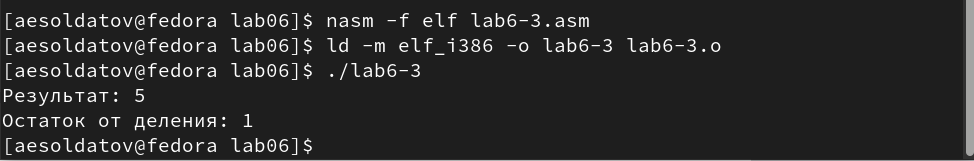 [aesoldatov@fedora lab06]$ nasm -f elf lab6-3.asm
[aesoldatov@fedora lab06]$ ld -m elf_i386 -o lab6-3 lab6-3.o
[aesoldatov@fedora lab06]$ ./lab6-3
Результат: 5
Остаток от деления: 1
[aesoldatov@fedora lab06]$